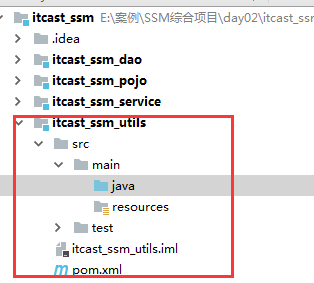 itcast_ssm E:\案例\SSM综合项目\day02\itcast_ssm
.idea
itcast_ssm_dao
itcast_ssm_pojo
itcast_ssm_service
itcast_ssm_utils
src
main
java
resources
test
itcast_ssm_utils.iml
pom.xml